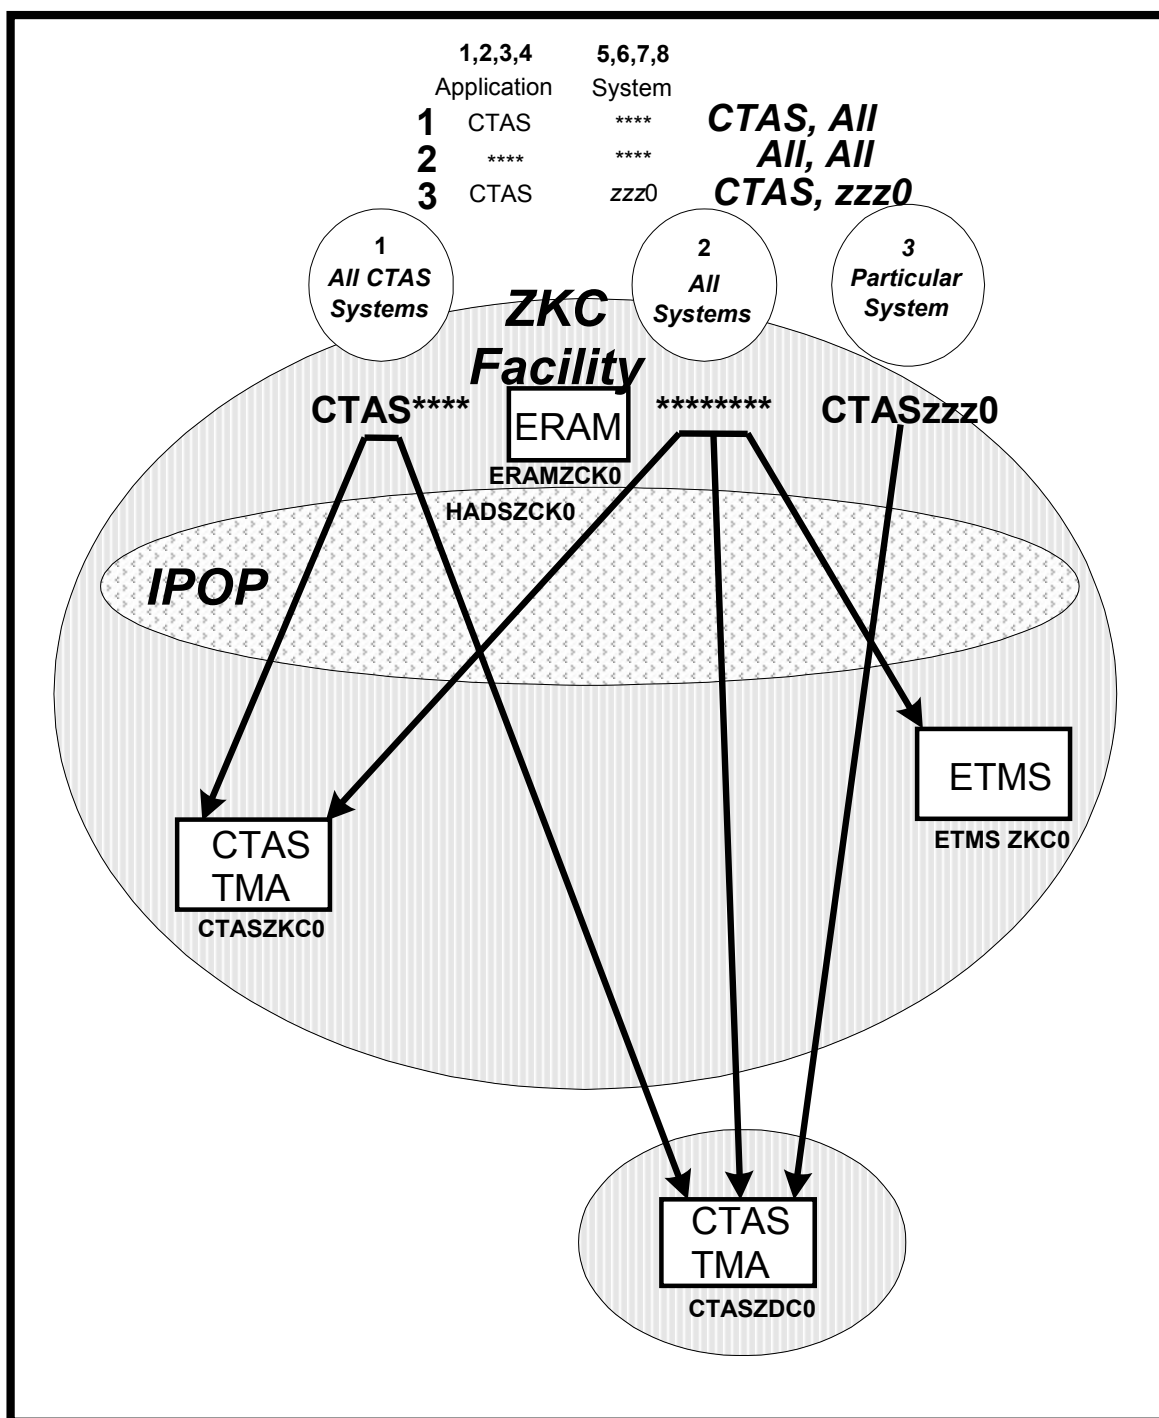 1,2,3,4 5,6,7,8
Application System
1 CTAS **** CTAS, All
2 **** **** All, All
3 CTAS zzz0 CTAS, zzz0
1
All CTAS
Systems
2
All
Systems
3
Particular
System
ZKC
Facility
CTAS**** ERAM ******** CTASzzz0
ERAMZCK0
HADSZCK0
IPOP
ETMS
ETMS ZKC0
CTAS
TMA
CTASZKC0
CTAS
TMA
CTASZDC0